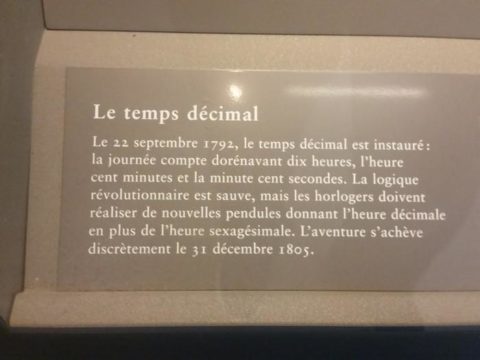 Le temps décimal
Le 22 septembre 1792, le temps décimal est instauré :
la journée compte dorénavant dix heures, l'heure
cent minutes et la minute cent secondes. La logique
révolutionnaire est sauve, mais les horlogers doivent
réaliser de nouvelles pendules donnant l'heure décimale
en plus de l'heure sexagésimale. L'aventure s'achève
discrètement le 31 décembre 1805.